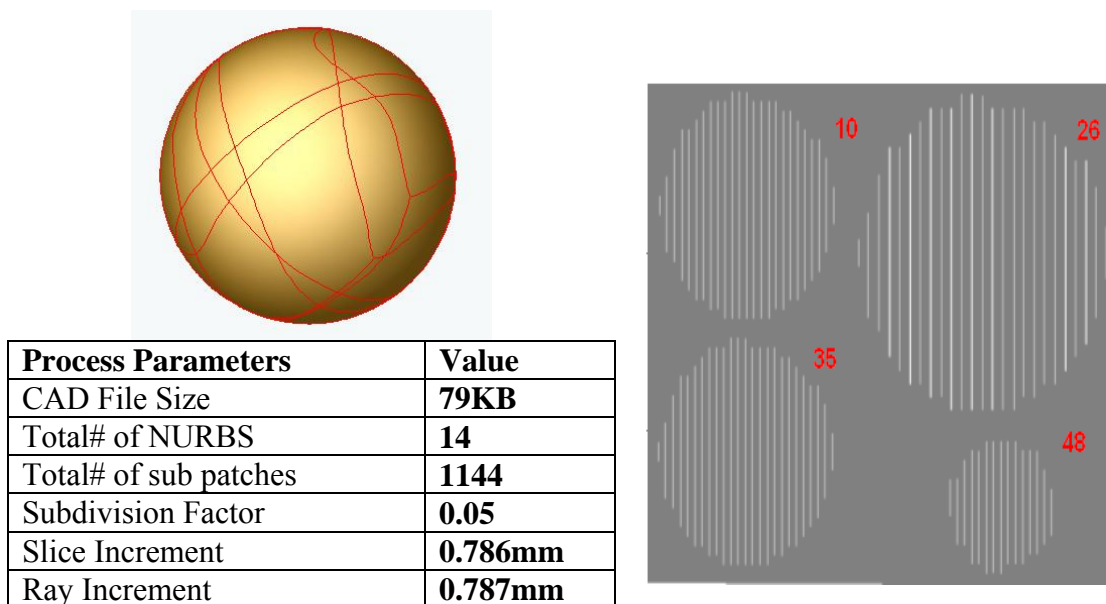 10
26
35
48
Process Parameters Value
CAD File Size 79KB
Total# of NURBS 14
Total# of sub patches 1144
Subdivision Factor 0.05
Slice Increment 0.786mm
Ray Increment 0.787mm